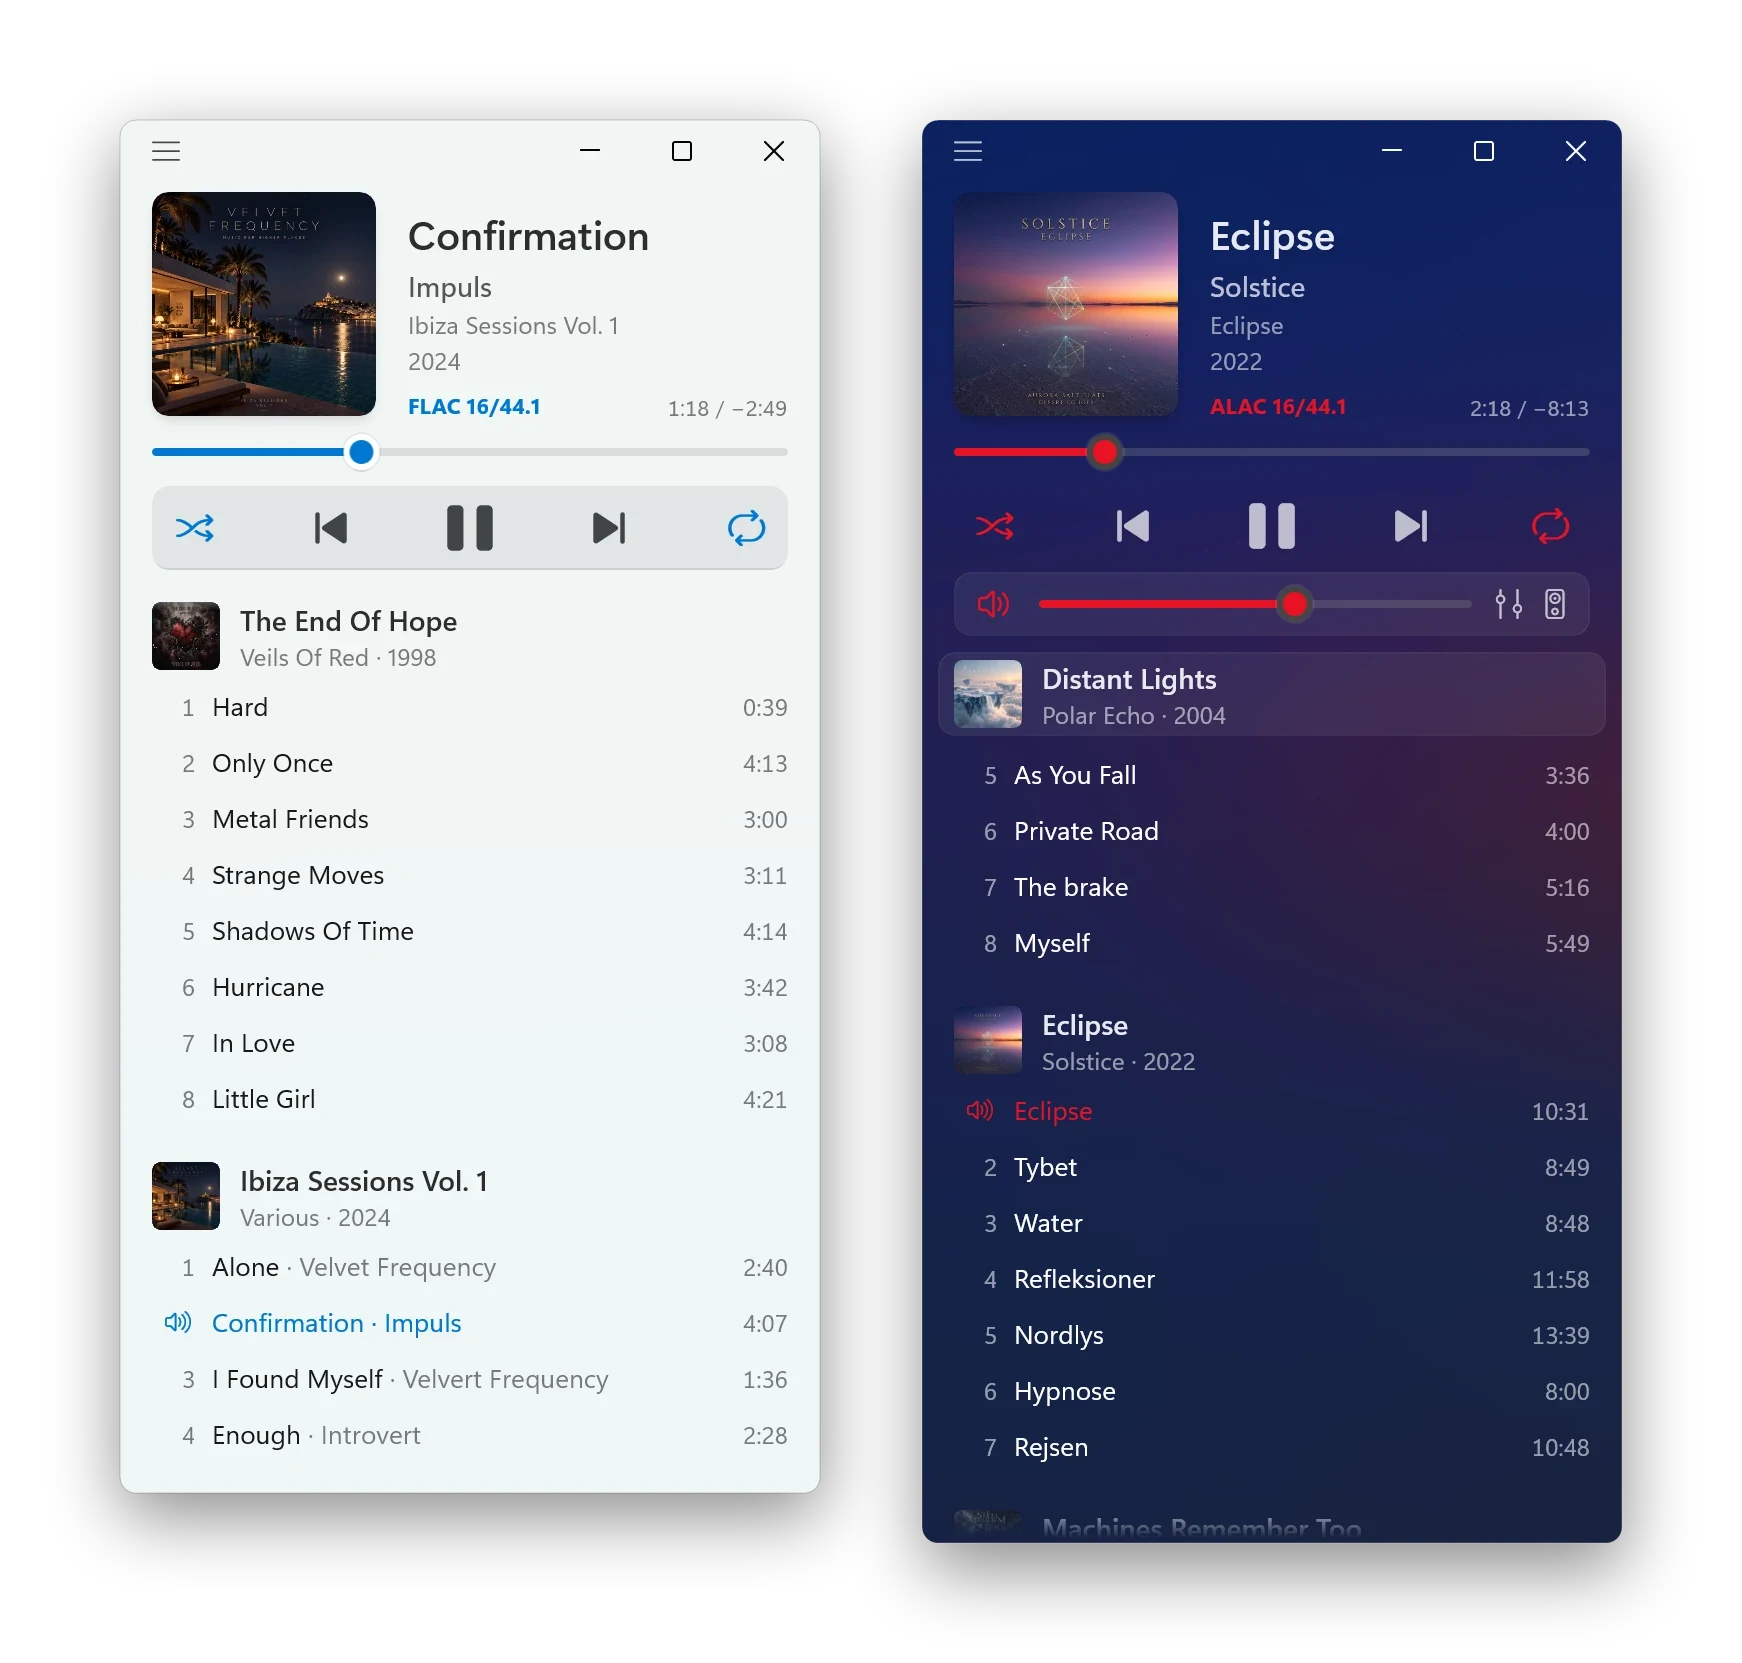 VELVET
FREQUENCY
MUSIC FOR HIGHER PLACES
Confirmation
Impuls
Ibiza Sessions Vol. 1
2024
FLAC 16/44.1
1:18 / −2:49
The End Of Hope
Veils Of Red · 1998
1 Hard 0:39
2 Only Once 4:13
3 Metal Friends 3:00
4 Strange Moves 3:11
5 Shadows Of Time 4:14
6 Hurricane 3:42
7 In Love 3:08
8 Little Girl 4:21
Ibiza Sessions Vol. 1
Various · 2024
1 Alone · Velvet Frequency 2:40
Confirmation · Impuls 4:07
3 I Found Myself · Velvert Frequency 1:36
4 Enough · Introvert 2:28
SOLSTICE
ECLIPSE
Eclipse
Solstice
Eclipse
2022
ALAC 16/44.1
2:18 / −8:13
Distant Lights
Polar Echo · 2004
5 As You Fall 3:36
6 Private Road 4:00
7 The brake 5:16
8 Myself 5:49
Eclipse
Solstice · 2022
Eclipse 10:31
2 Tybet 8:49
3 Water 8:48
4 Refleksioner 11:58
5 Nordlys 13:39
6 Hypnose 8:00
7 Rejsen 10:48
Machines Remember Too